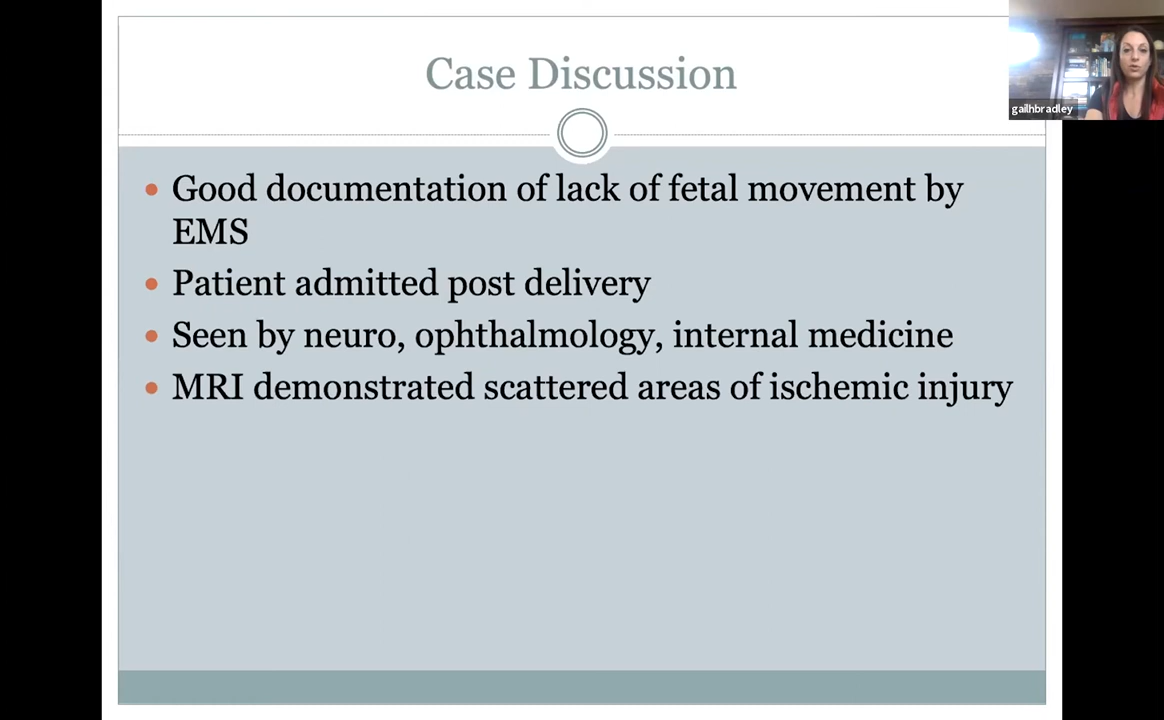 Case Discussion
gailhbradley
• Good documentation of lack of fetal movement by
EMS
• Patient admitted post delivery
• Seen by neuro, ophthalmology, internal medicine
• MRI demonstrated scattered areas of ischemic injury